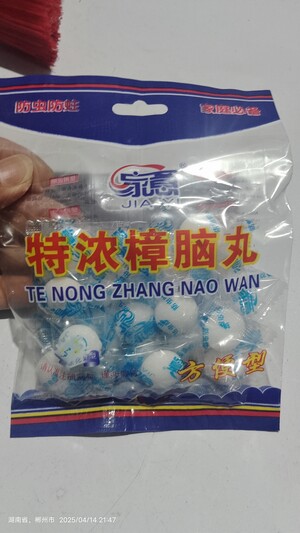 防虫防蛀 家庭必备
家意
JIA YI
特浓樟脑丸
TE NONG ZHANG NAO WAN
方便型
湖南省，郴州市 2025/04/14 21:47